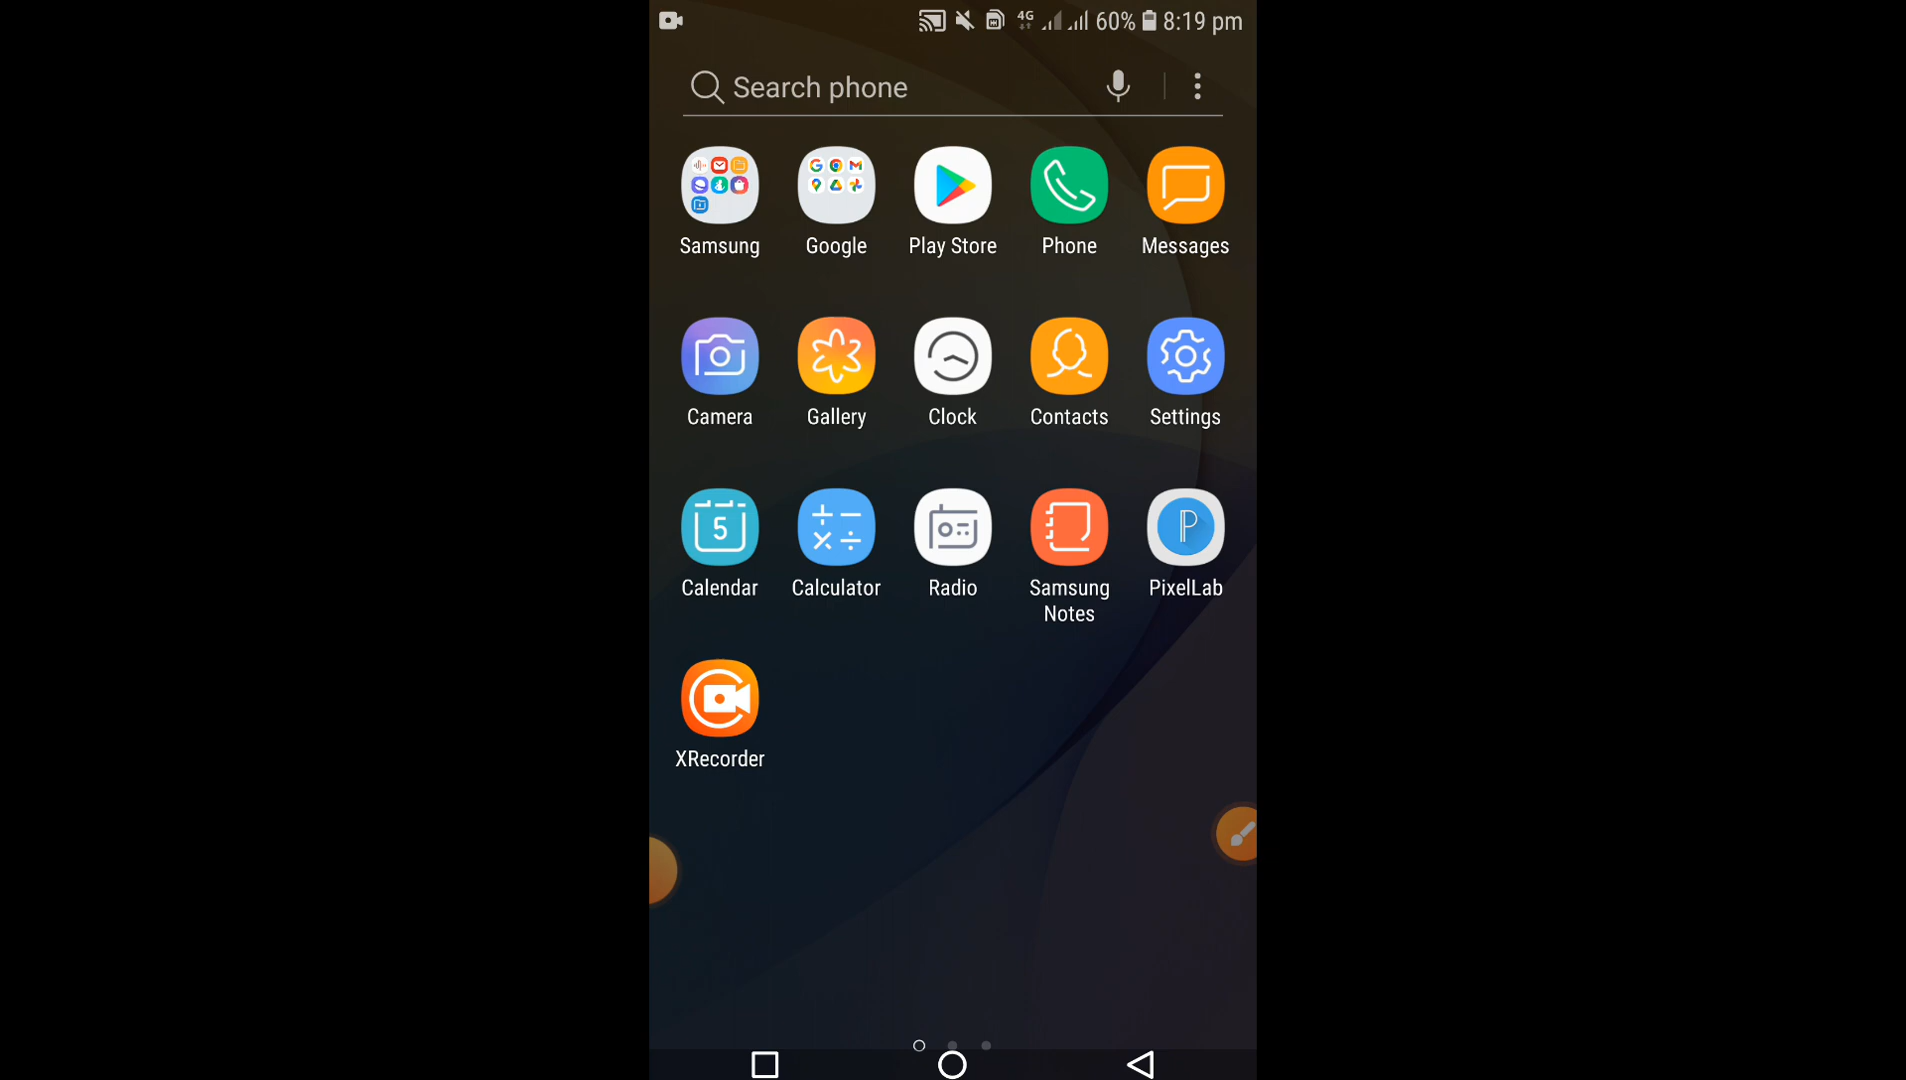 4G 60% 8:19 pm
Search phone
Samsung Google Play Store Phone Messages
Camera Gallery Clock Contacts Settings
5
Calendar Calculator Radio Samsung Notes PixelLab
XRecorder